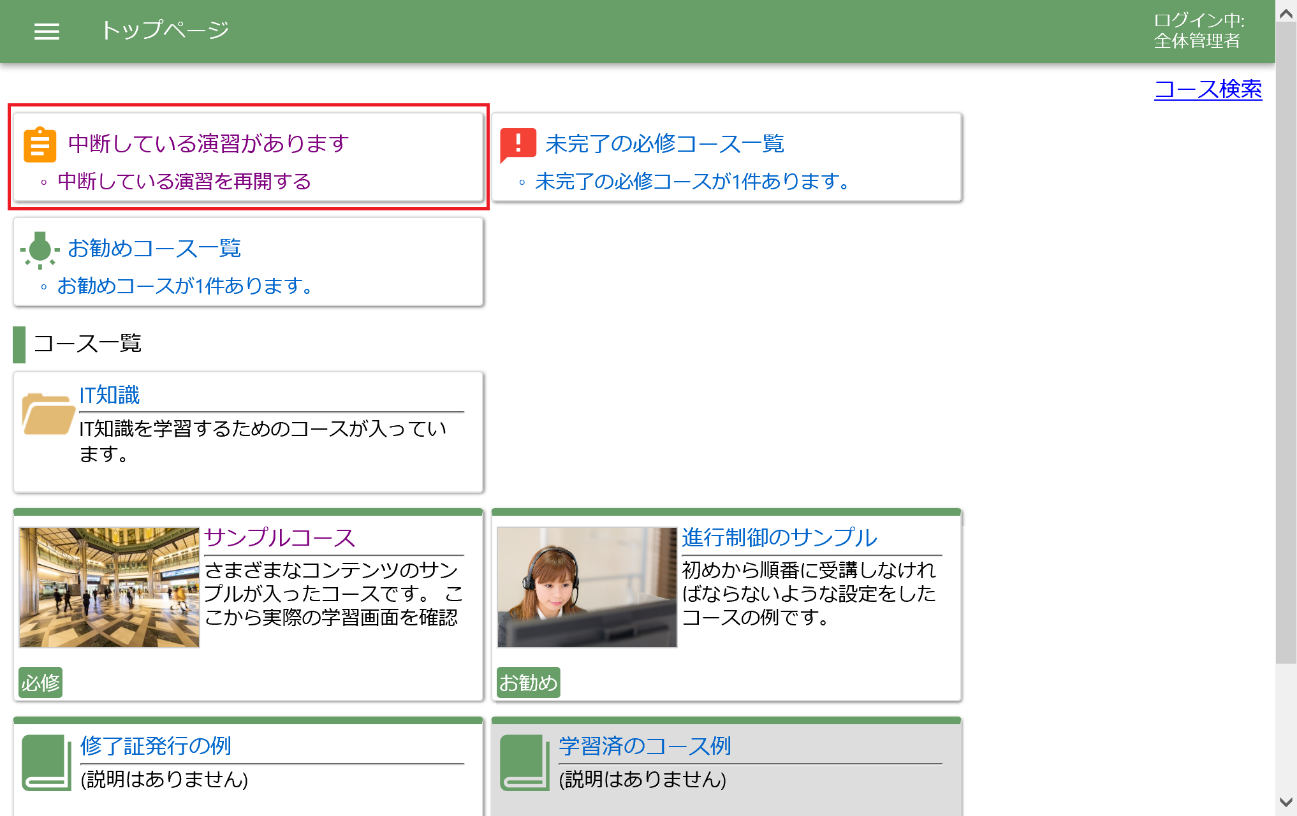 トップページ
ログイン中:
全体管理者
コース検索
中断している演習があります
中断している演習を再開する
未完了の必修コース一覧
未完了の必修コースが1件あります。
お勧めコース一覧
お勧めコースが1件あります。
コース一覧
IT知識
IT知識を学習するためのコースが入ってい
ます。
サンプルコース
さまざまなコンテンツのサン
プルが入ったコースです。 こ
こから実際の学習画面を確認
必修
進行制御のサンプル
初めから順番に受講しなけれ
ばならないような設定をした
コースの例です。
お勧め
修了証発行の例
(説明はありません)
学習済のコース例
(説明はありません)